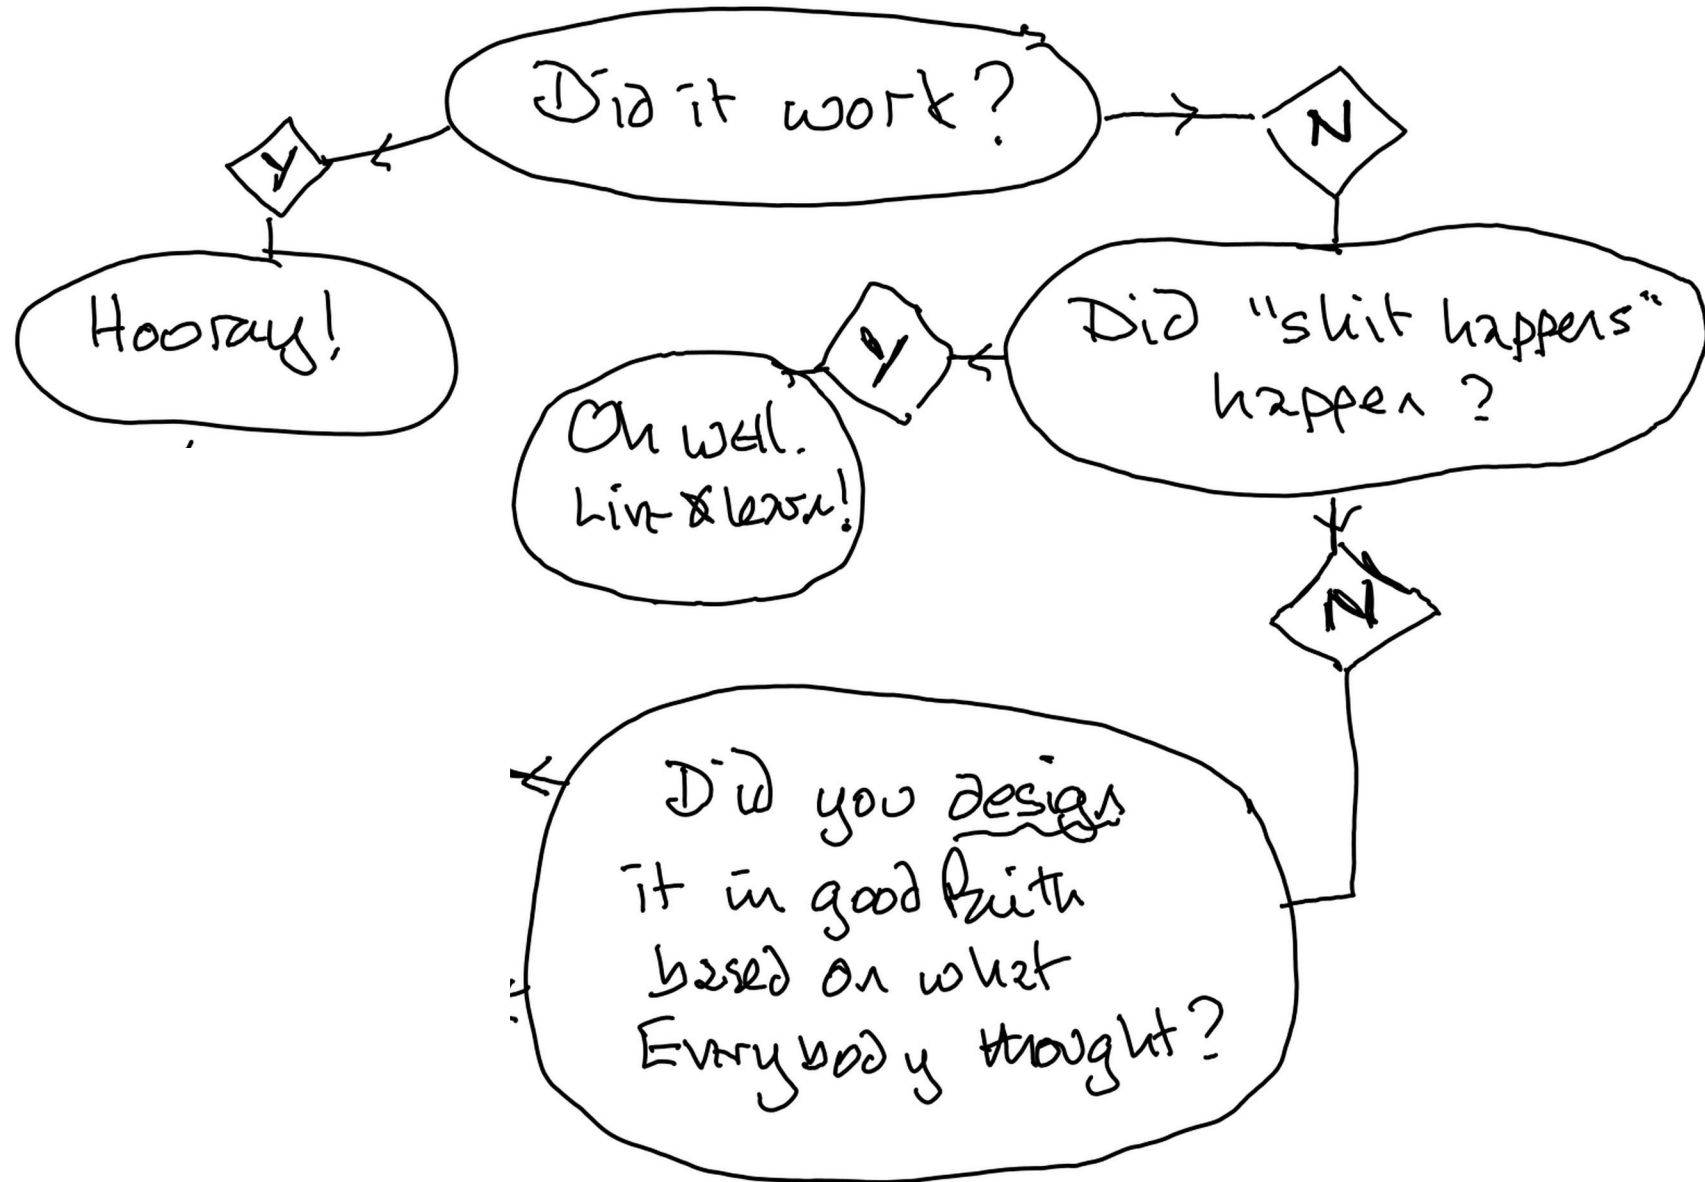 Did it work?
Y
N
Hooray!
Y
Did "shit happens"
happen?
Oh well.
Live & learn!
N
Did you design
it in good faith
based on what
Everybody thought?